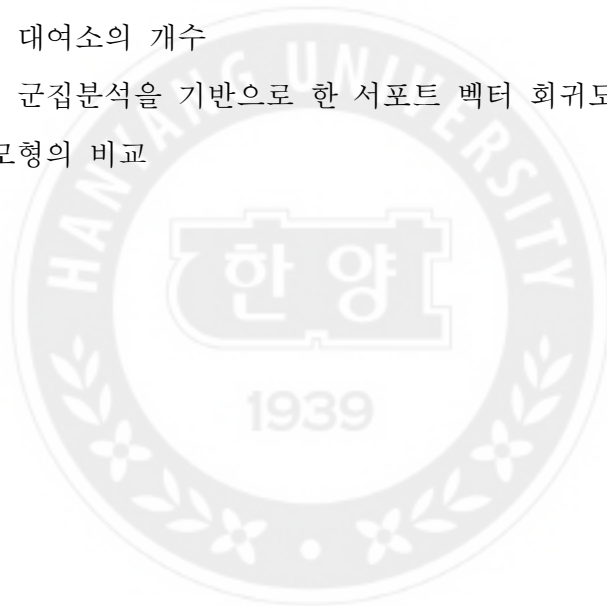 대여소의 개수
군집분석을 기반으로 한 서포트 벡터 회귀모
모형의 비교
HANYANG UNIVERSITY
한양
1939